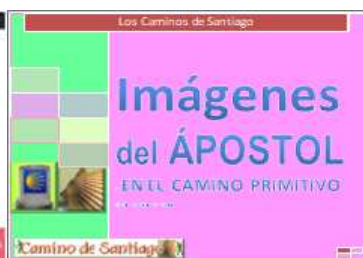 Los Caminos de Santiago
Imágenes
del ÁPOSTOL
EN EL CAMINO PRIMITIVO
Camino de Santiago